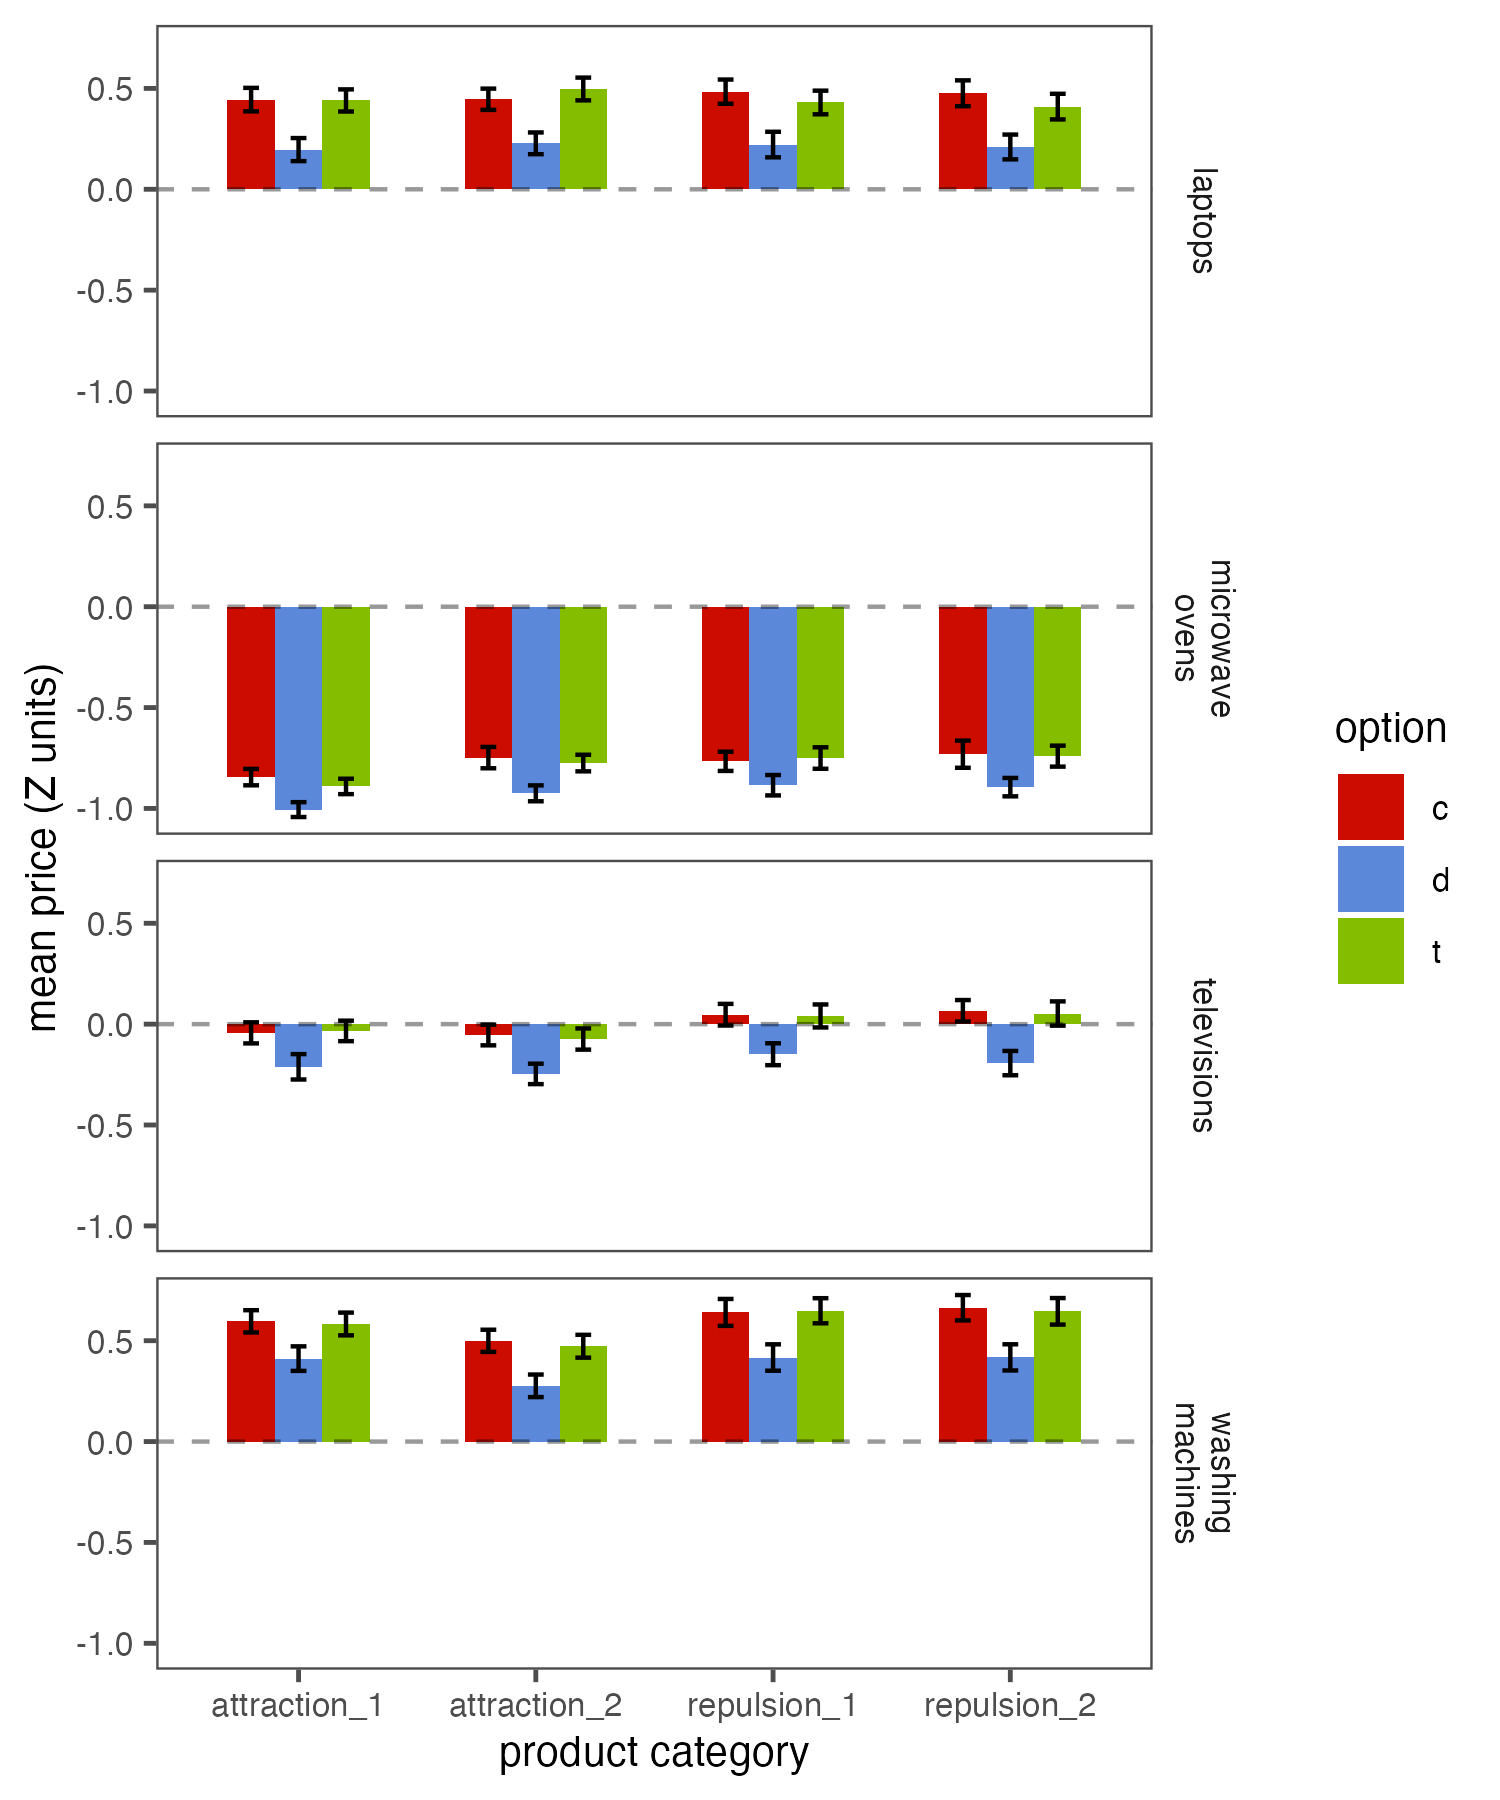 0.5
0.0
-0.5
-1.0
laptops
0.5
0.0
-0.5
-1.0
microwave
ovens
0.5
0.0
-0.5
-1.0
televisions
0.5
0.0
-0.5
-1.0
washing
machines
mean price (Z units)
attraction_1
attraction_2
repulsion_1
repulsion_2
product category
option
c
d
t